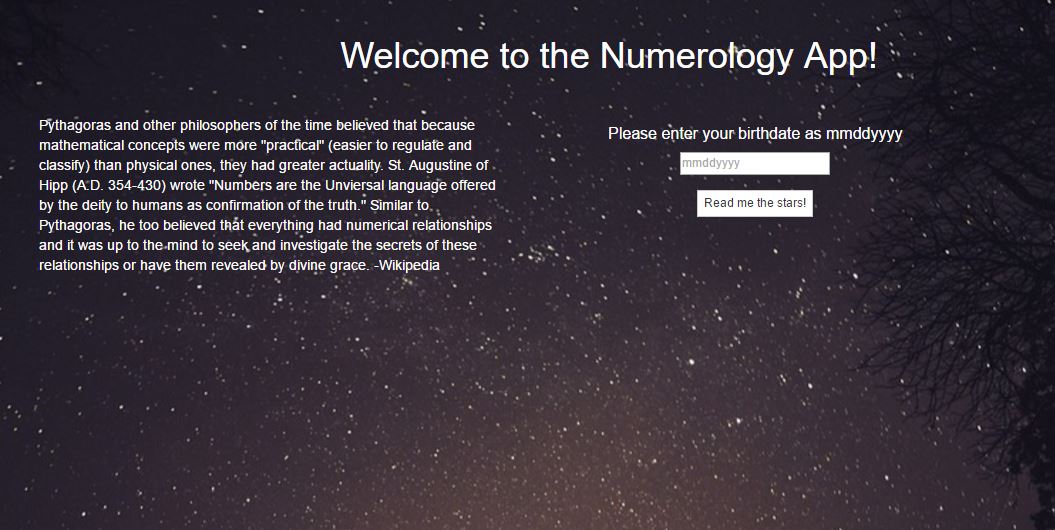 Welcome to the Numerology App!
Pythagoras and other philosophers of the time believed that because
mathematical concepts were more "practical" (easier to regulate and
classify) than physical ones, they had greater actuality. St. Augustine of
Hipp (A.D. 354-430) wrote "Numbers are the Unviersal language offered
by the deity to humans as confirmation of the truth." Similar to
Pythagoras, he too believed that everything had numerical relationships
and it was up to the mind to seek and investigate the secrets of these
relationships or have them revealed by divine grace. -Wikipedia
Please enter your birthdate as mmddyyyy
mmddyyyy
Read me the stars!